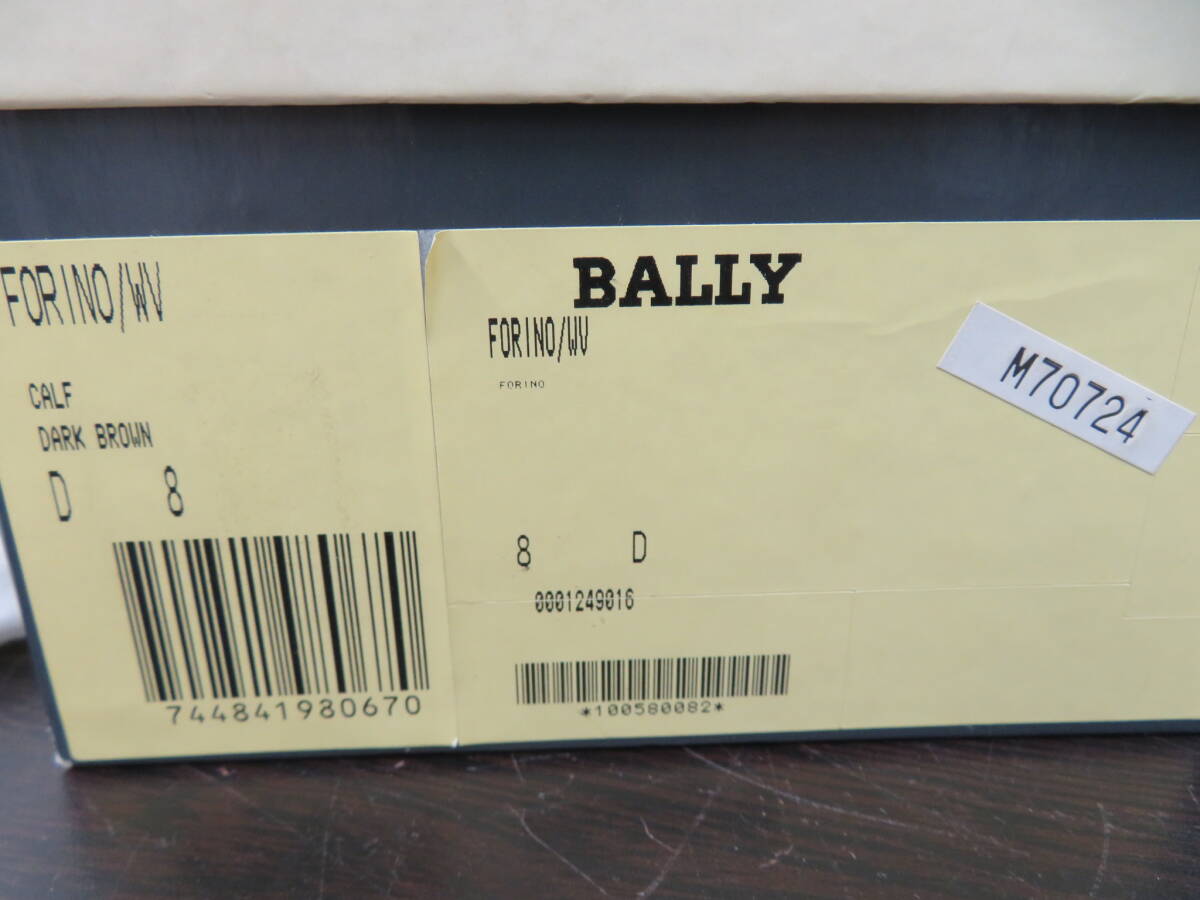 FORINO/WV
CALF
DARK BROWN
D 8
744841980670
BALLY
FORINO/WV
FORINO
M70724
8 D
0001249016
*100580082*